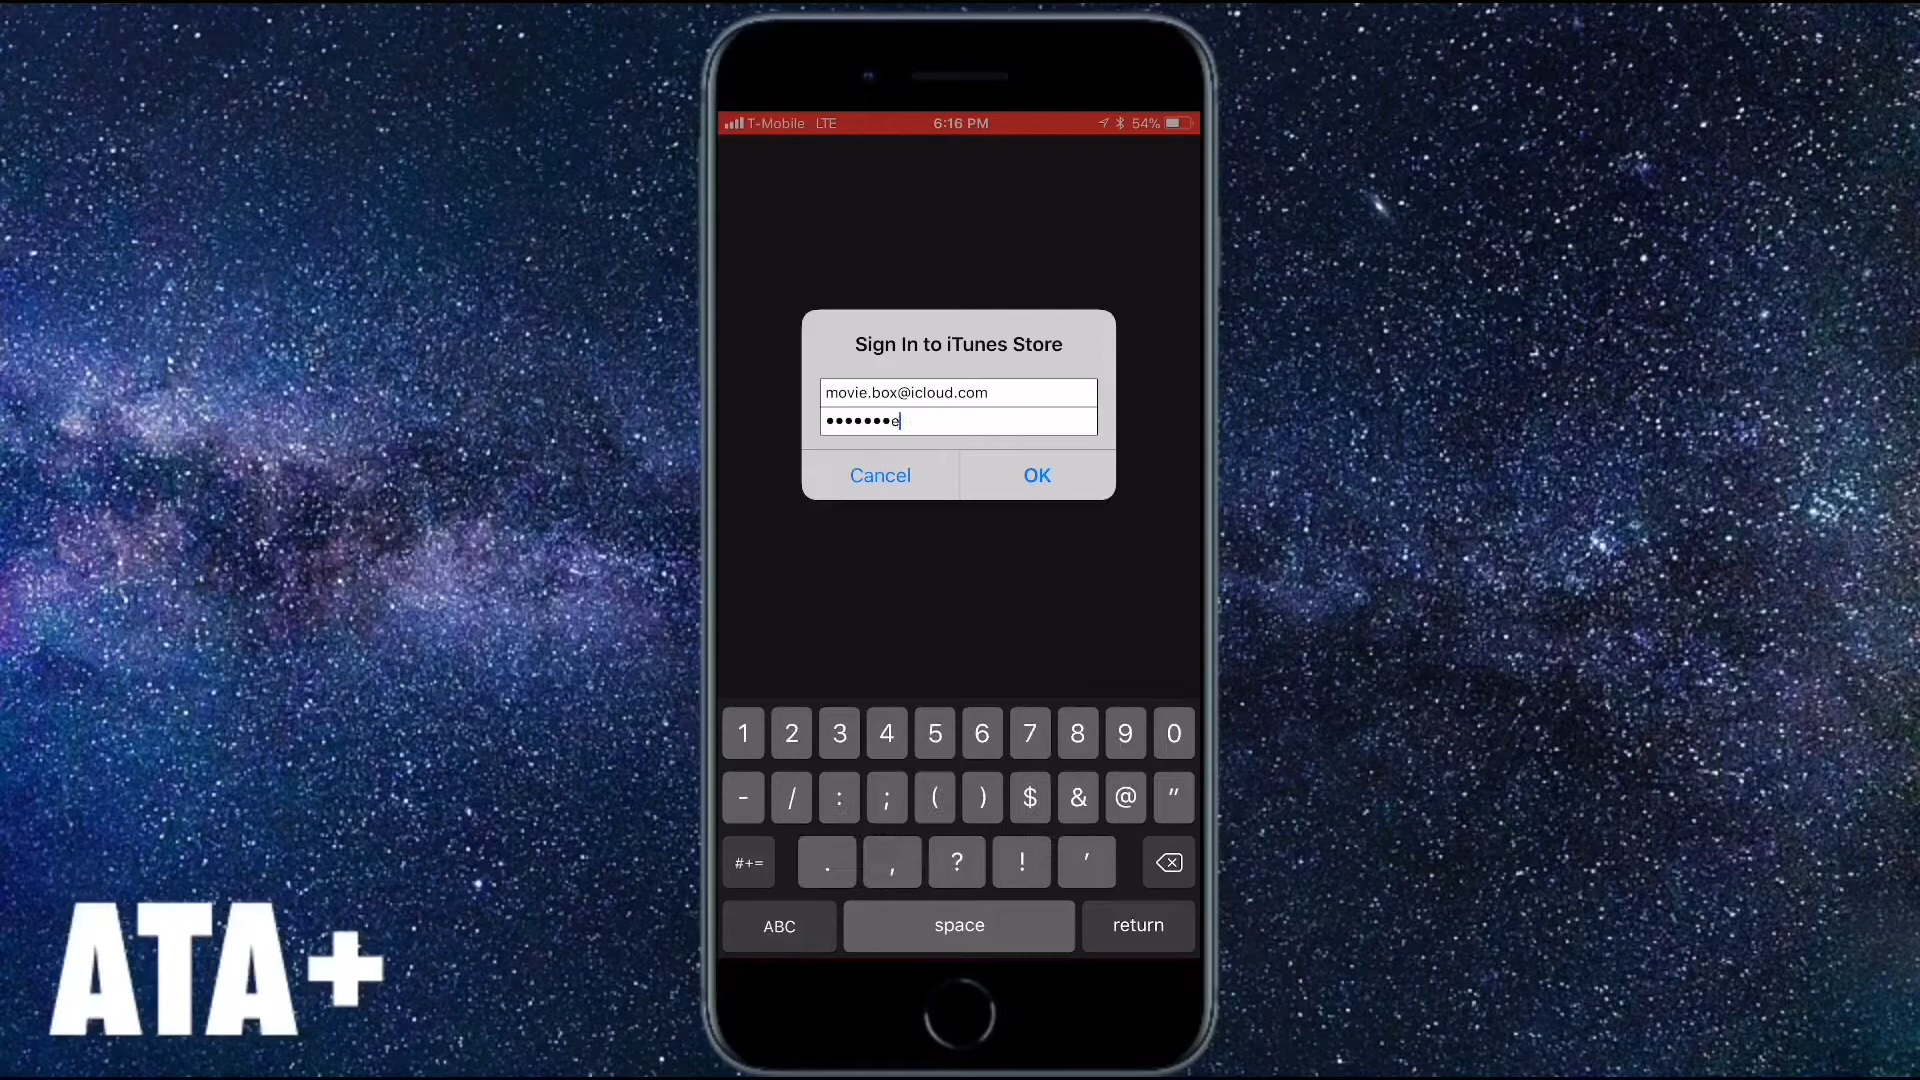 T-Mobile LTE 6:16 PM 54%
Sign In to iTunes Store
movie.box@icloud.com
•••••••e
Cancel OK
1 2 3 4 5 6 7 8 9 0
- / : ; ( ) $ & @ "
#+= . , ? ! '
ABC space return
ATA+